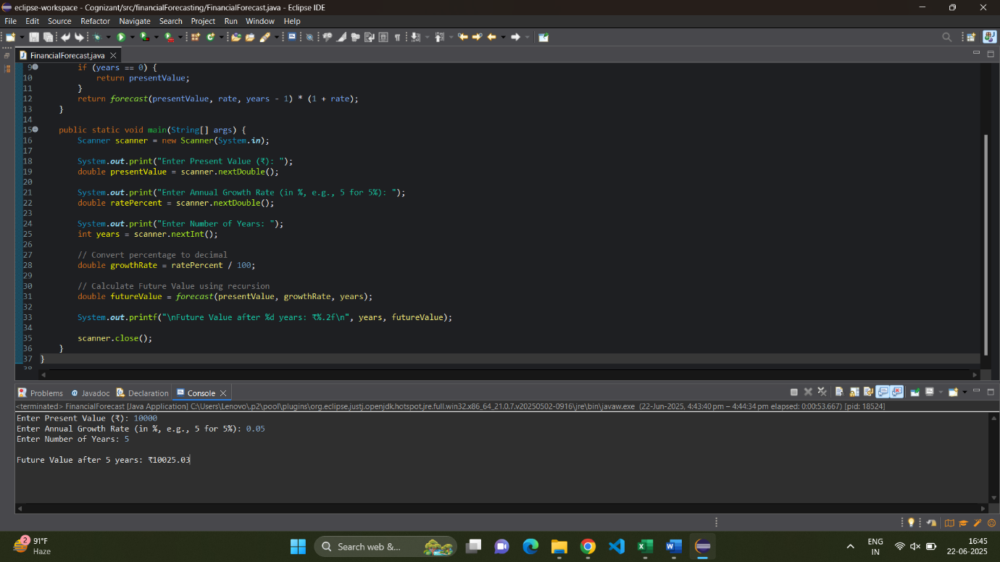 eclipse-workspace - Cognizant/src/financialForecasting/FinancialForecast.java - Eclipse IDE
File Edit Source Refactor Navigate Search Project Run Window Help
FinancialForecast.java
9 if (years == 0) {
10 return presentValue;
11 }
12 return forecast(presentValue, rate, years - 1) * (1 + rate);
13 }
14
15 public static void main(String[] args) {
16 Scanner scanner = new Scanner(System.in);
17
18 System.out.print("Enter Present Value (₹): ");
19 double presentValue = scanner.nextDouble();
20
21 System.out.print("Enter Annual Growth Rate (in %, e.g., 5 for 5%): ");
22 double ratePercent = scanner.nextDouble();
23
24 System.out.print("Enter Number of Years: ");
25 int years = scanner.nextInt();
26
27 // Convert percentage to decimal
28 double growthRate = ratePercent / 100;
29
30 // Calculate Future Value using recursion
31 double futureValue = forecast(presentValue, growthRate, years);
32
33 System.out.printf("\nFuture Value after %d years: ₹%.2f\n", years, futureValue);
34
35 scanner.close();
36 }
37 }
38
Problems Javadoc Declaration Console
<terminated> FinancialForecast [Java Application] C:\Users\Lenovo\.p2\pool\plugins\org.eclipse.justj.openjdk.hotspot.jre.full.win32.x86_64_21.0.7.v20250502-0916\jre\bin\javaw.exe (22-Jun-2025, 4:43:40 pm – 4:44:34 pm elapsed: 0:00:53.667) [pid: 18524]
Enter Present Value (₹): 10000
Enter Annual Growth Rate (in %, e.g., 5 for 5%): 0.05
Enter Number of Years: 5
Future Value after 5 years: ₹10025.03
2
91°F
Haze
Search web &...
ENG
IN
16:45
22-06-2025